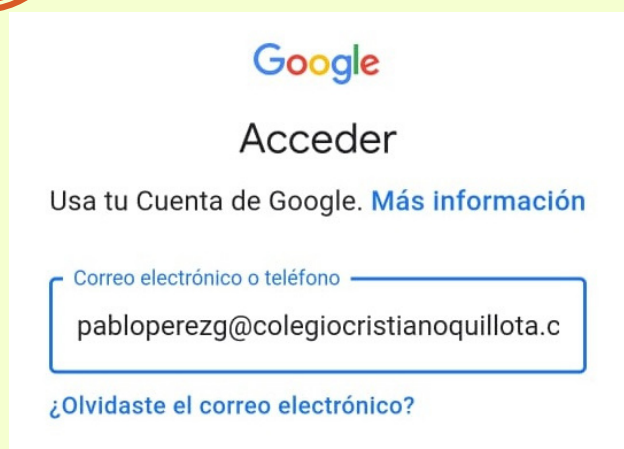 Google
Acceder
Usa tu Cuenta de Google. Más información
Correo electrónico o teléfono
pabloperezg@colegiocristianoquillota.c
¿Olvidaste el correo electrónico?